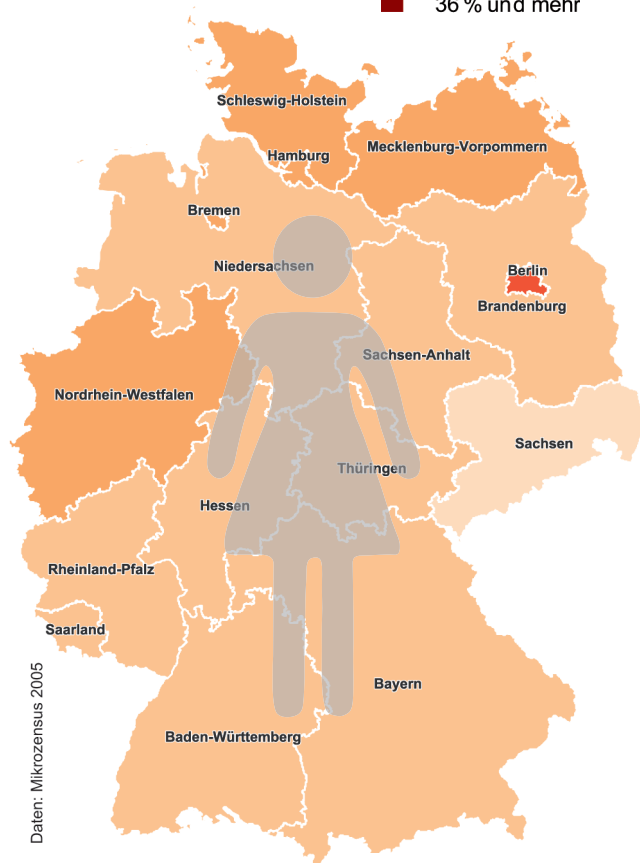 36 % und mehr
Schleswig-Holstein
Mecklenburg-Vorpommern
Hamburg
Bremen
Niedersachsen
Berlin
Brandenburg
Sachsen-Anhalt
Nordrhein-Westfalen
Sachsen
Thüringen
Hessen
Rheinland-Pfalz
Saarland
Bayern
Baden-Württemberg
Daten: Mikrozensus 2005